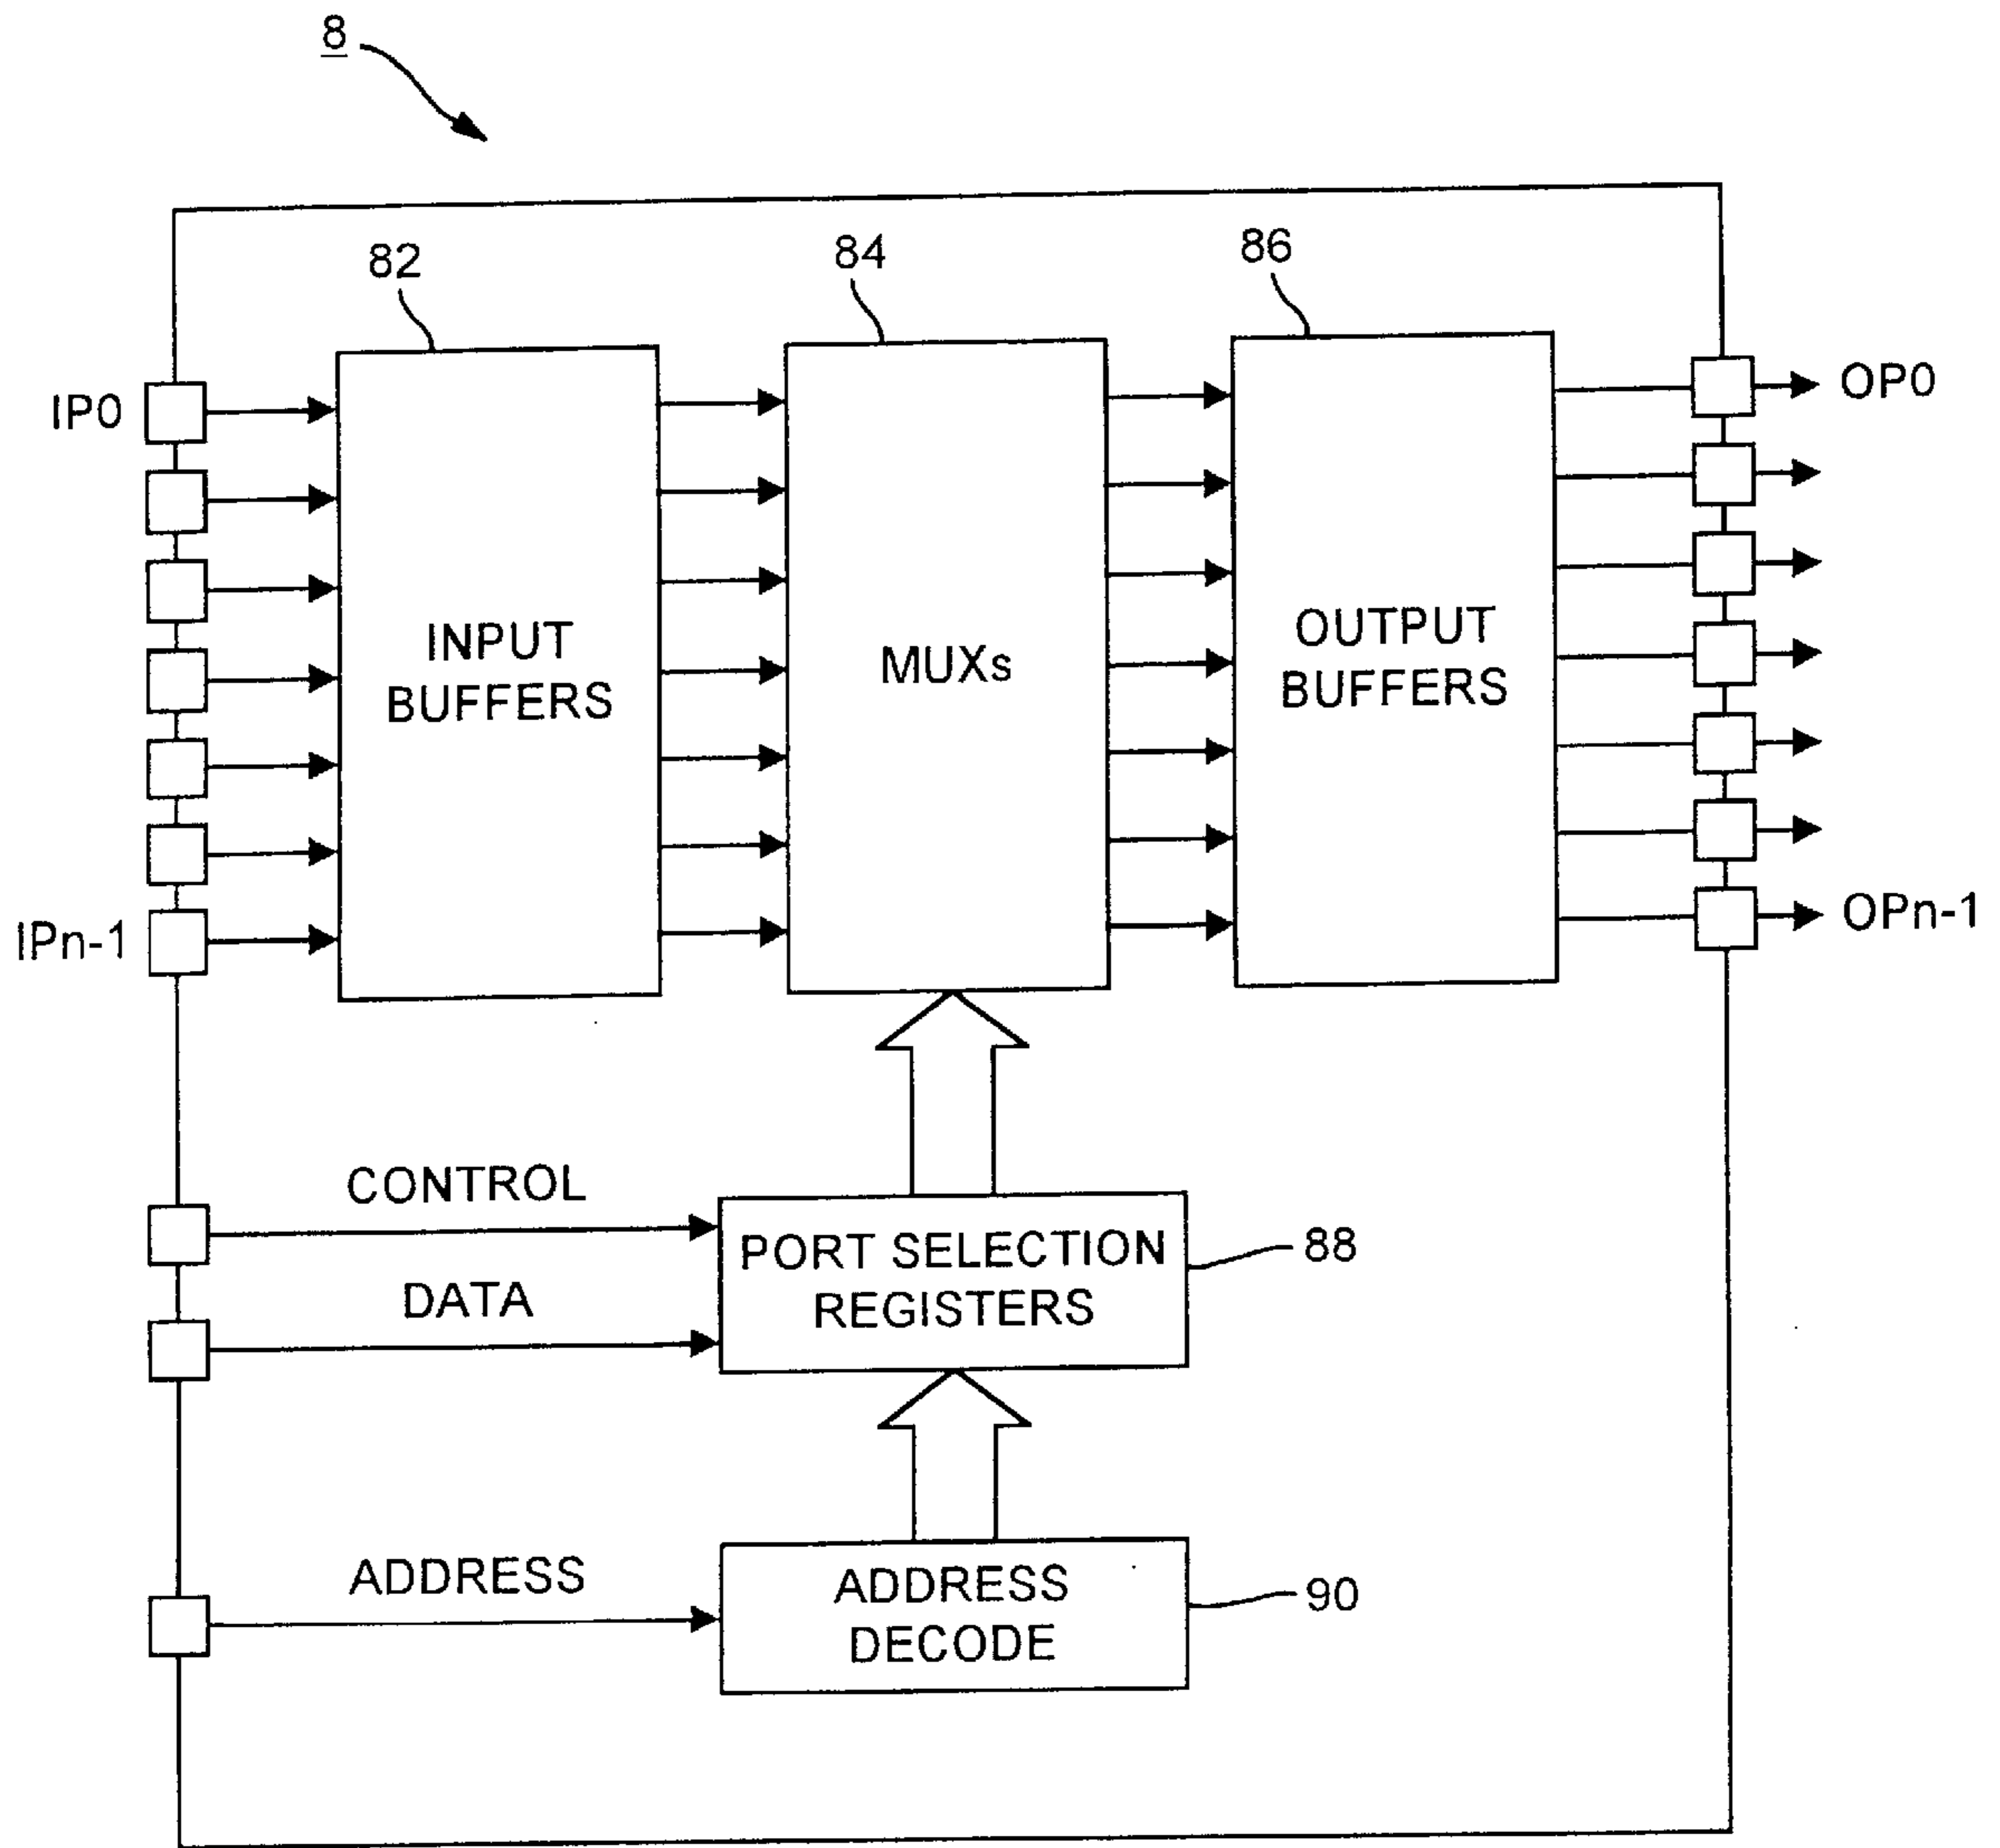 8
82
84
86
IP0
OP0
INPUT
BUFFERS
MUXs
OUTPUT
BUFFERS
IPn-1
OPn-1
CONTROL
DATA
PORT SELECTION
REGISTERS
88
ADDRESS
ADDRESS
DECODE
90